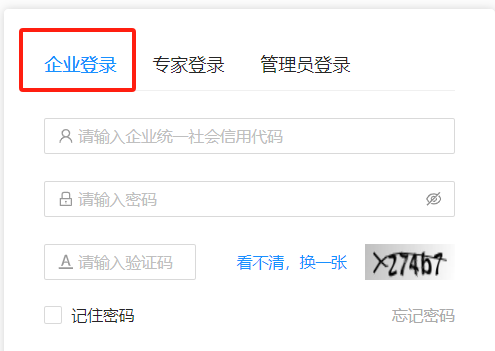 企业登录 专家登录 管理员登录
请输入企业统一社会信用代码
请输入密码
请输入验证码 看不清，换一张
记住密码 忘记密码